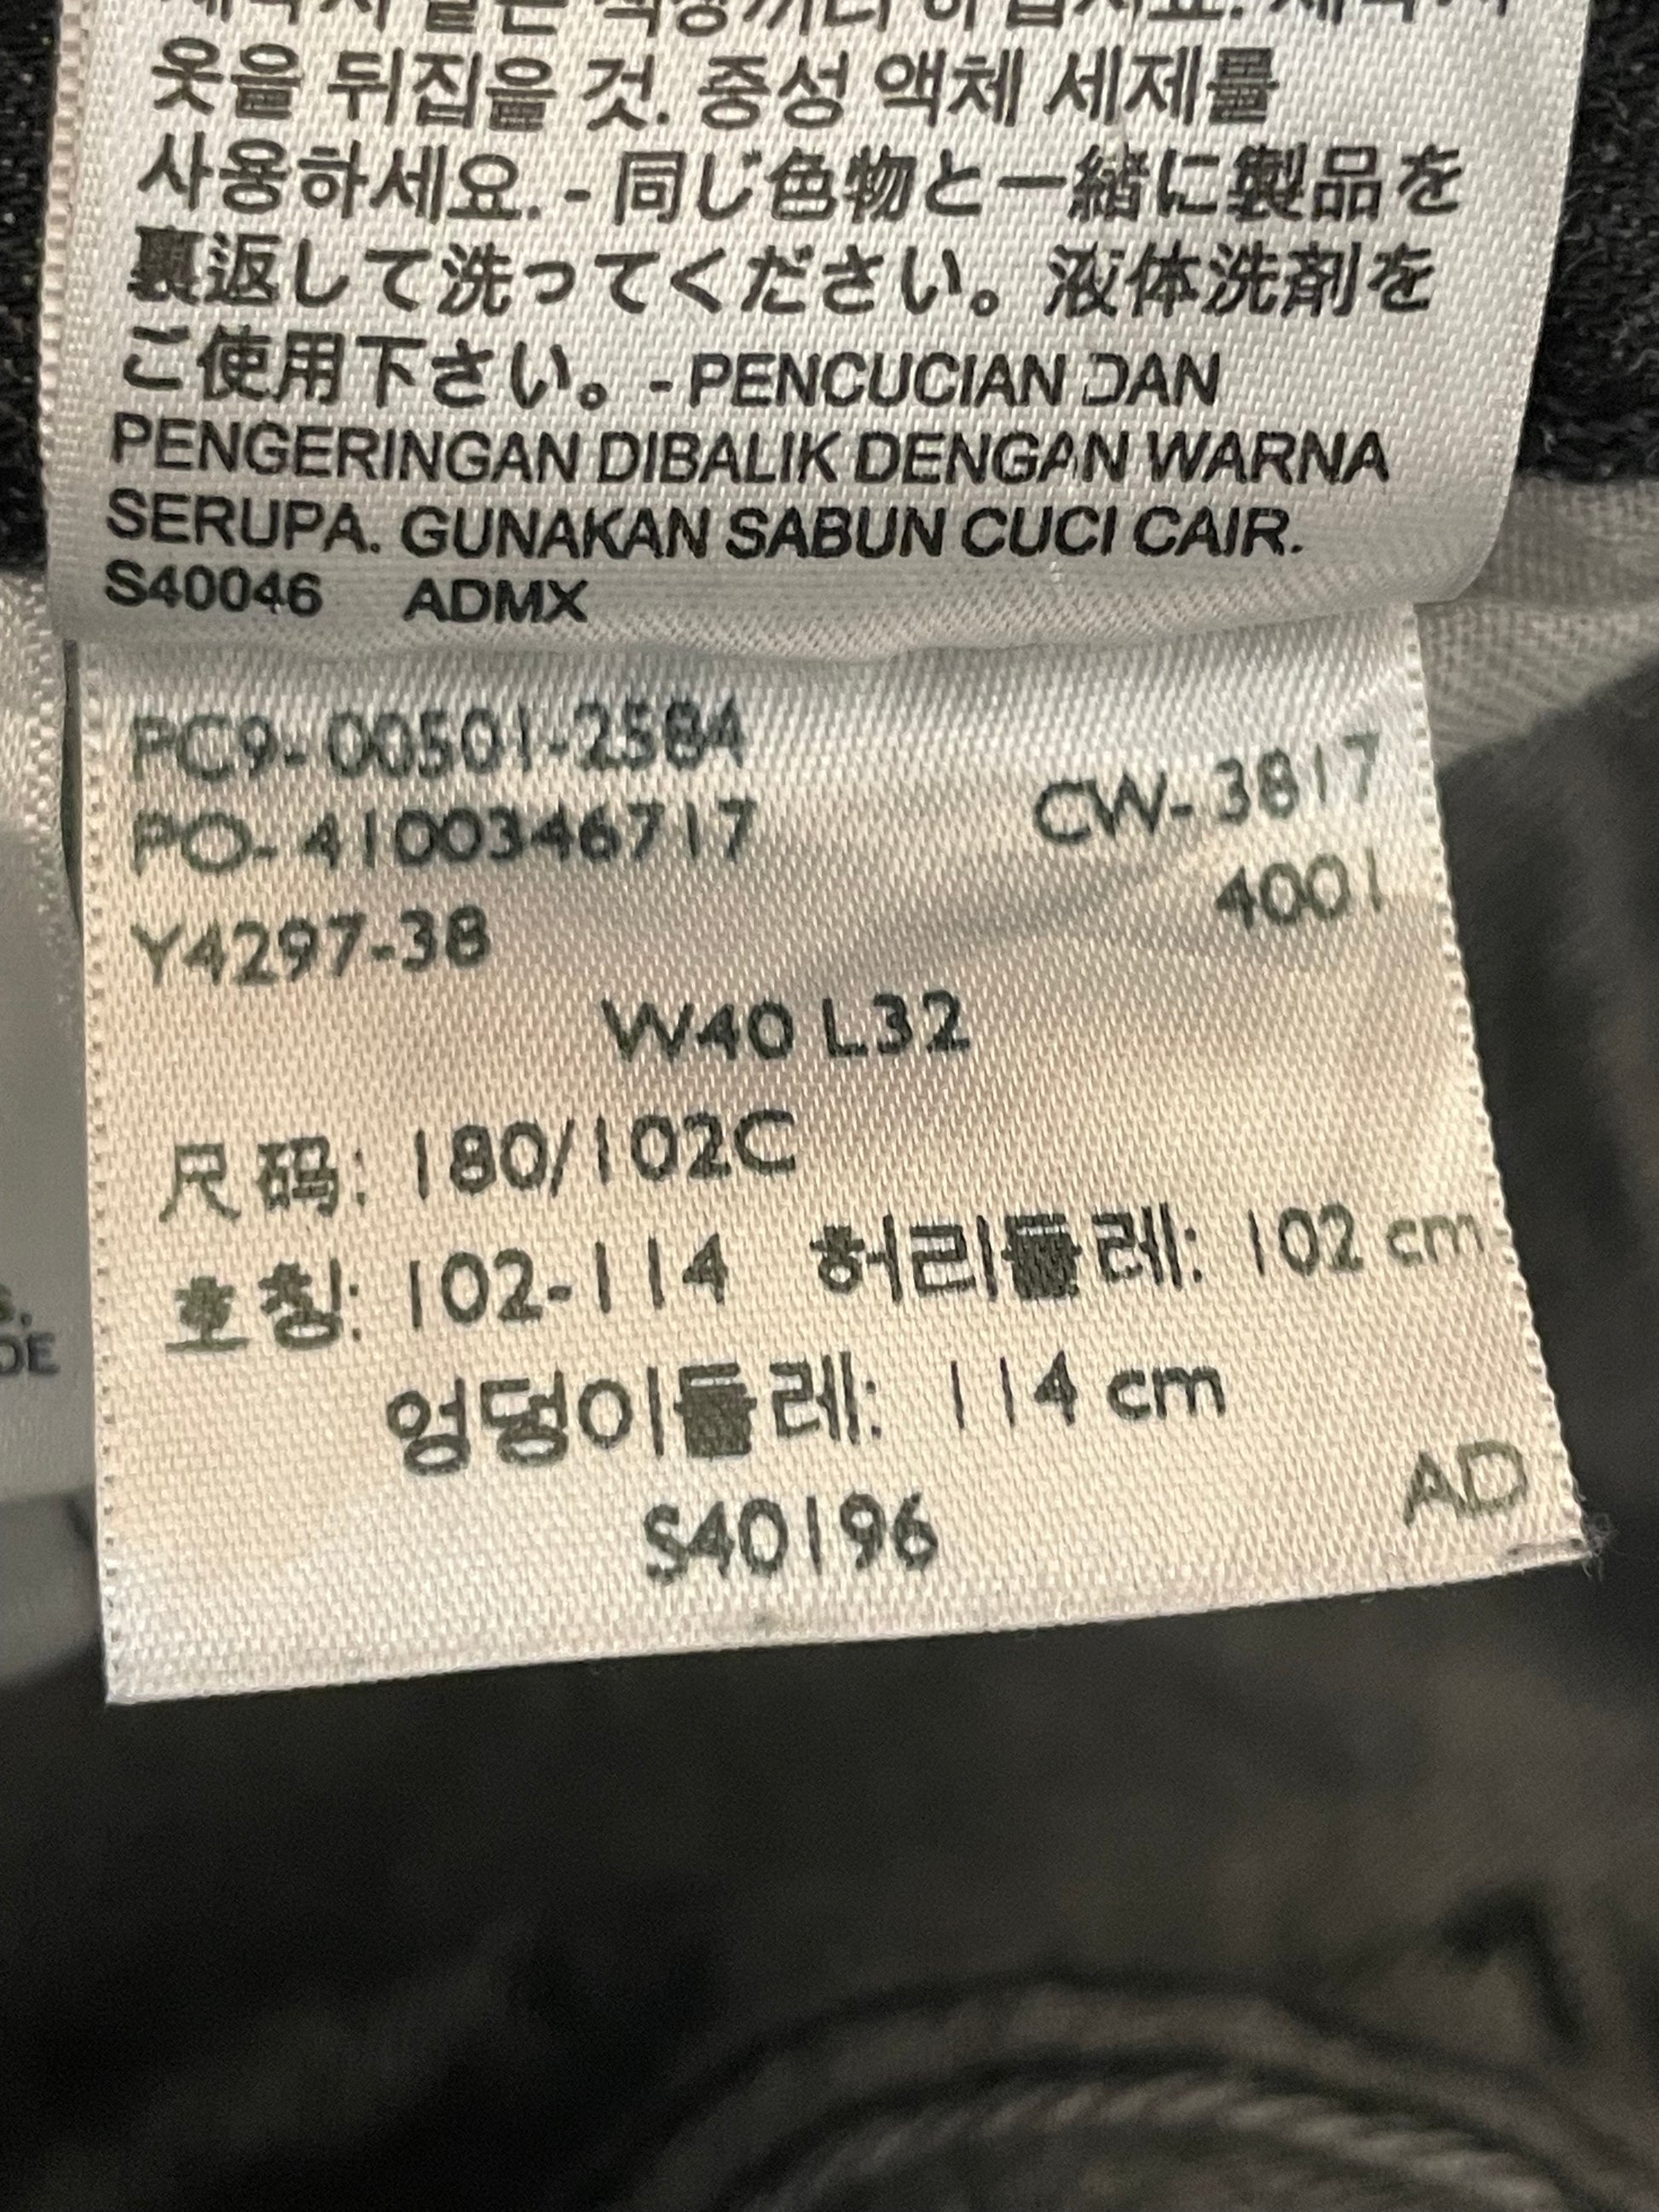 옷을 뒤집을 것. 중성 액체 세제를
사용하세요. - 同じ色物と一緒に製品を
裏返して洗ってください。液体洗剤を
ご使用下さい。- PENCUCIAN DAN
PENGERINGAN DIBALIK DENGAN WARNA
SERUPA. GUNAKAN SABUN CUCI CAIR.
S40046 ADMX
PC9-00501-2584
PO-4100346717 CW-3817
Y4297-38 4001
W40 L32
尺码: 180/102C
호칭: 102-114 허리둘레: 102 cm
엉덩이둘레: 114 cm
S40196 AD